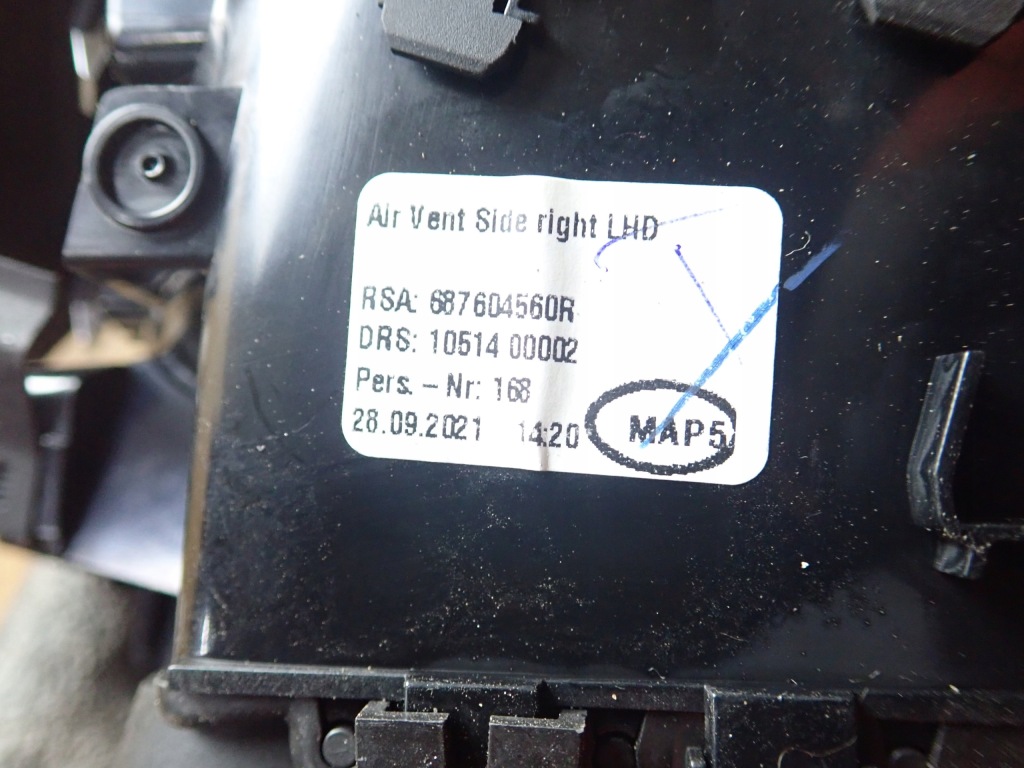 Air Vent Side right LHD
RSA: 687604560R
DRS: 10514 00002
Pers. - Nr: 168
28.09.2021 14:20 MAP5